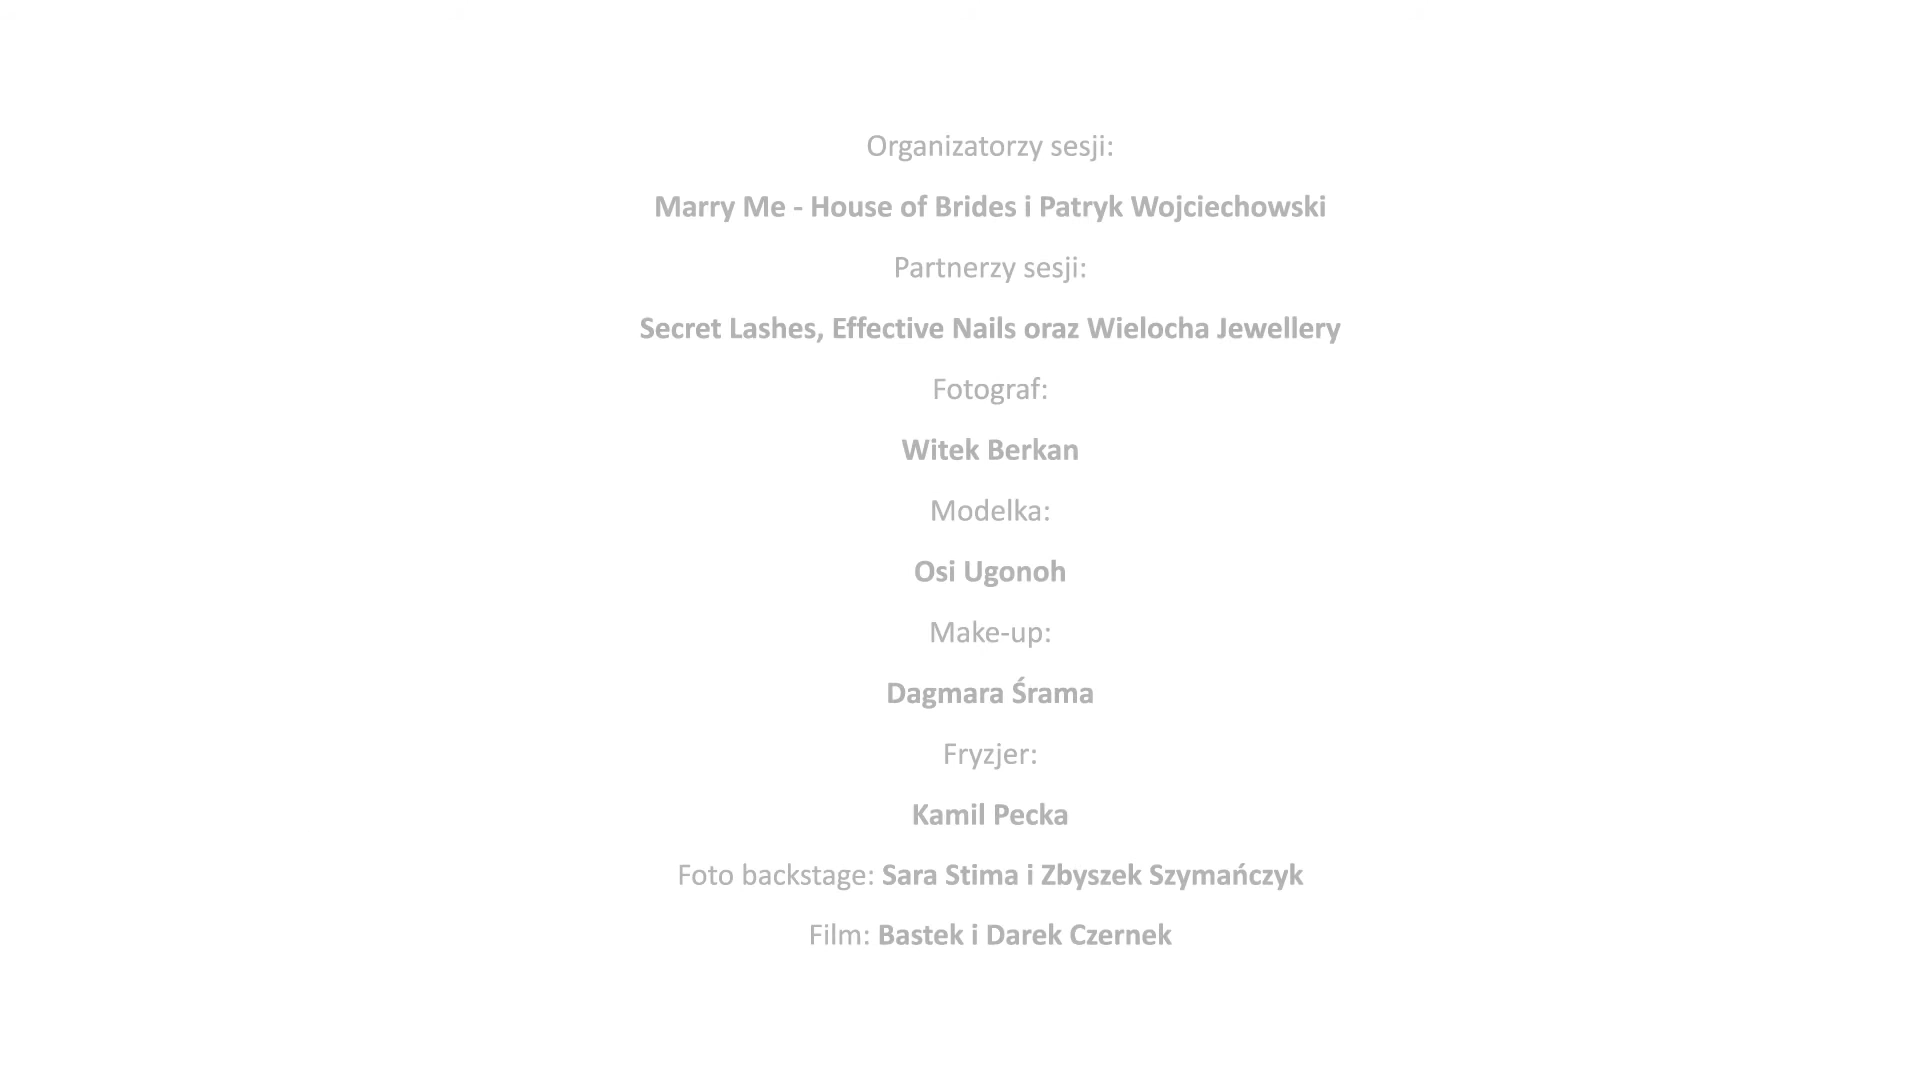 Organizatorzy sesji:
Marry Me - House of Brides i Patryk Wojciechowski
Partnerzy sesji:
Secret Lashes, Effective Nails oraz Wielocha Jewellery
Fotograf:
Witek Berkan
Modelka:
Osi Ugonoh
Make-up:
Dagmara Śrama
Fryzjer:
Kamil Pecka
Foto backstage: Sara Stima i Zbyszek Szymańczyk
Film: Bastek i Darek Czernek